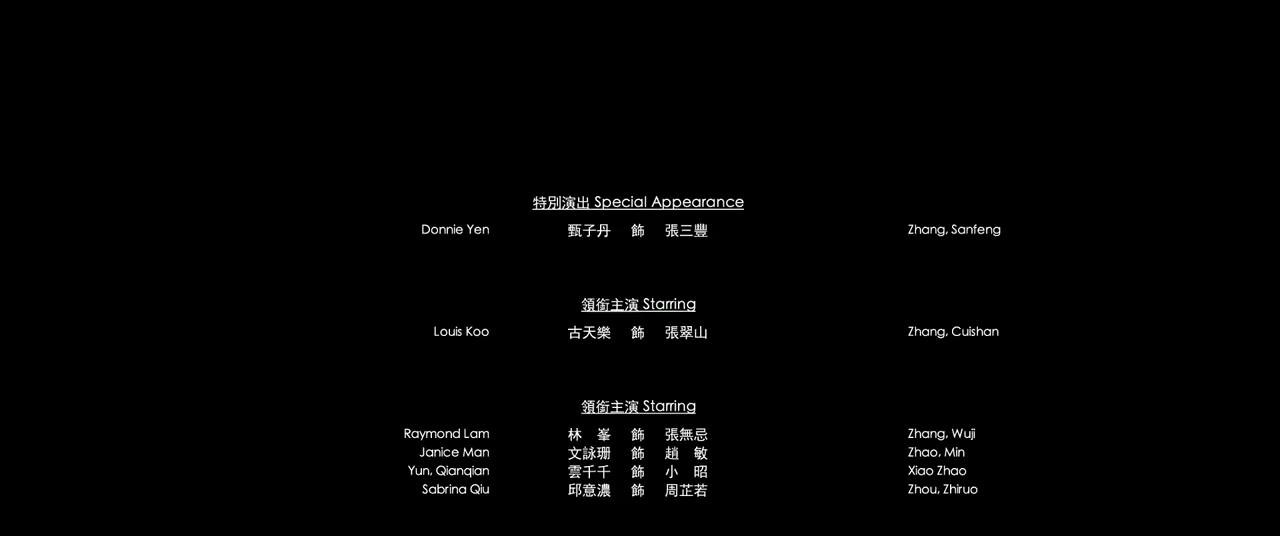 特別演出 Special Appearance
Donnie Yen 甄子丹 飾 張三豐 Zhang, Sanfeng
領銜主演 Starring
Louis Koo 古天樂 飾 張翠山 Zhang, Cuishan
領銜主演 Starring
Raymond Lam 林 峯 飾 張無忌 Zhang, Wuji
Janice Man 文詠珊 飾 趙 敏 Zhao, Min
Yun, Qianqian 雲千千 飾 小 昭 Xiao Zhao
Sabrina Qiu 邱意濃 飾 周芷若 Zhou, Zhiruo